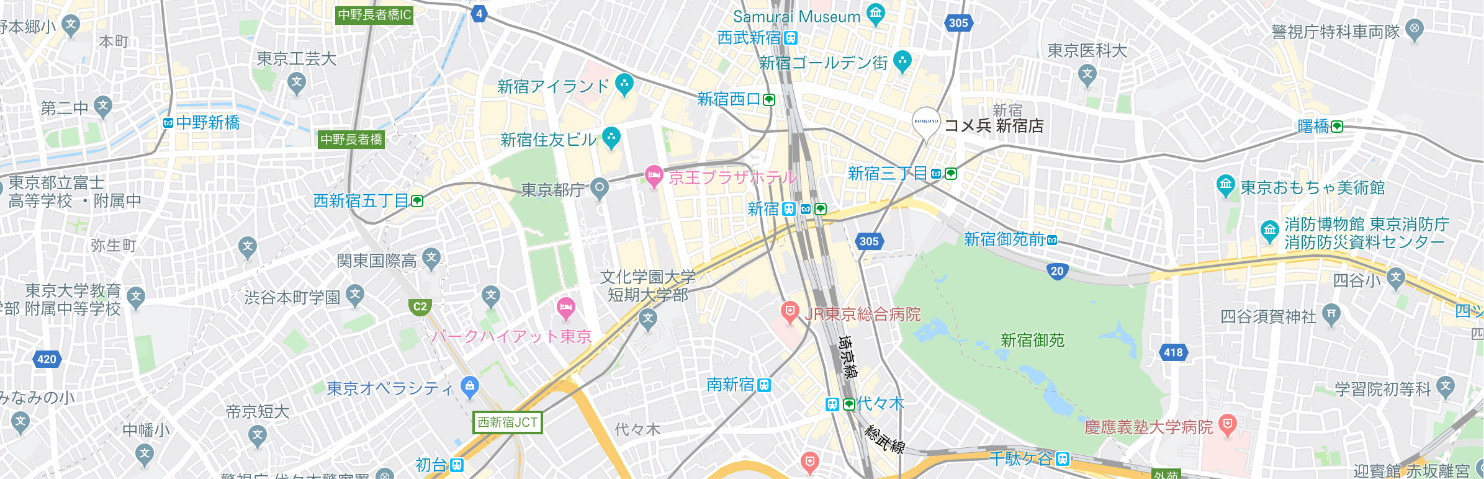 中野長者橋IC
4
Samurai Museum
305
野本郷小
本町
西武新宿
警視庁特科車両隊
東京工芸大
新宿ゴールデン街
東京医科大
新宿アイランド
新宿西口
第二中
新宿
中野新橋
コメ兵 新宿店
曙橋
中野長者橋
新宿住友ビル
新宿三丁目
東京都立富士
高等学校 ・附属中
東京都庁
京王プラザホテル
東京おもちゃ美術館
西新宿五丁目
新宿
消防博物館 東京消防庁
消防防災資料センター
弥生町
305
新宿御苑前
関東国際高
20
文化学園大学
短期大学部
四谷小
東京大学教育
学部 附属中等学校
渋谷本町学園
C2
JR東京総合病院
四谷須賀神社
四ツ
パークハイアット東京
新宿御苑
420
埼京線
418
東京オペラシティ
南新宿
学習院初等科
みなみの小
代々木
帝京短大
西新宿JCT
代々木
慶應義塾大学病院
中幡小
総武線
初台
千駄ケ谷
迎賓館 赤坂離宮
警視庁 代々木警察署
外苑